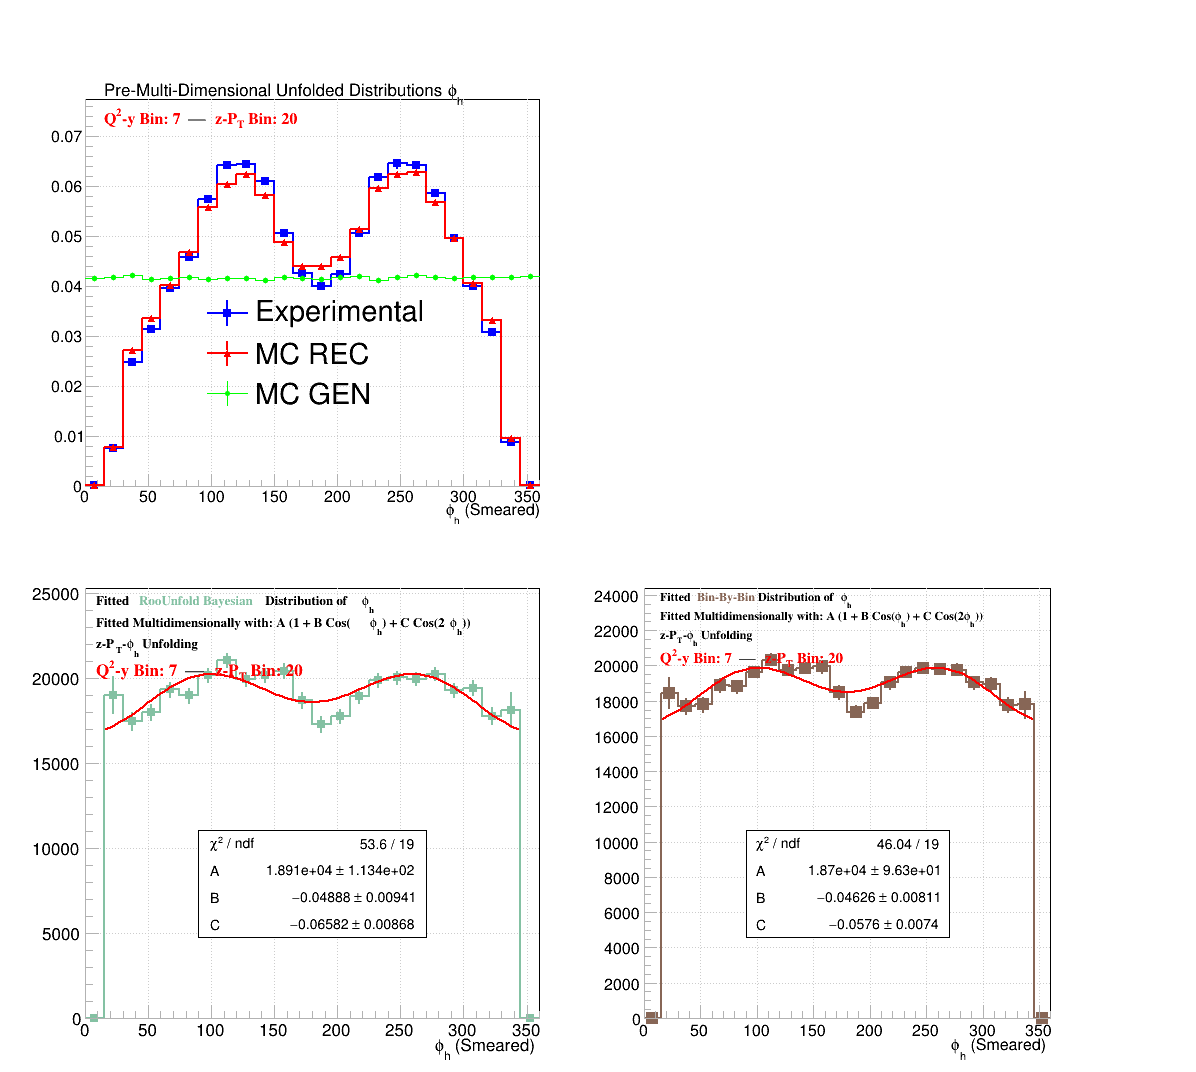 Pre-Multi-Dimensional Unfolded Distributions ϕh
Q2-y Bin: 7 — z-PT Bin: 20
0.07
0.06
0.05
0.04
0.03
0.02
0.01
0
Experimental
MC REC
MC GEN
0 50 100 150 200 250 300 350
ϕh (Smeared)
25000
20000
15000
10000
5000
0
Fitted RooUnfold Bayesian Distribution of ϕh
Fitted Multidimensionally with: A (1 + B Cos( ϕh) + C Cos(2 ϕh))
z-PT-ϕh Unfolding
Q2-y Bin: 7 — z-PT Bin: 20
χ2 / ndf 53.6 / 19
A 1.891e+04 ± 1.134e+02
B −0.04888 ± 0.00941
C −0.06582 ± 0.00868
0 50 100 150 200 250 300 350
ϕh (Smeared)
24000
22000
20000
18000
16000
14000
12000
10000
8000
6000
4000
2000
0
Fitted Bin-By-Bin Distribution of ϕh
Fitted Multidimensionally with: A (1 + B Cos(ϕh) + C Cos(2ϕh))
z-PT-ϕh Unfolding
Q2-y Bin: 7 — z-PT Bin: 20
χ2 / ndf 46.04 / 19
A 1.87e+04 ± 9.63e+01
B −0.04626 ± 0.00811
C −0.0576 ± 0.0074
0 50 100 150 200 250 300 350
ϕh (Smeared)